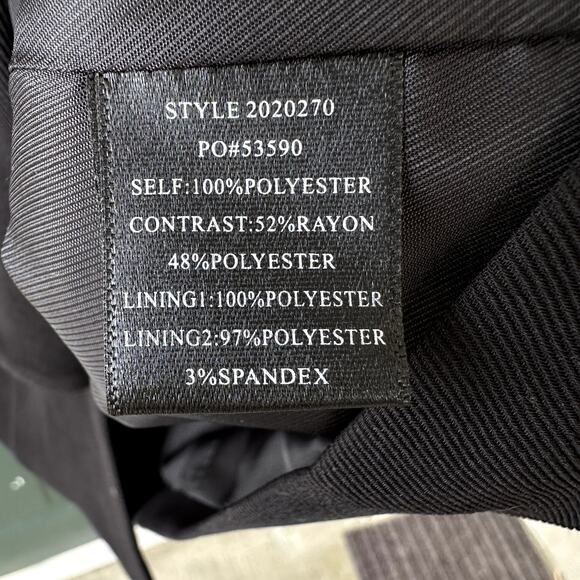 STYLE 2020270
PO#53590
SELF:100%POLYESTER
CONTRAST:52%RAYON
48%POLYESTER
LINING1:100%POLYESTER
LINING2:97%POLYESTER
3%SPANDEX